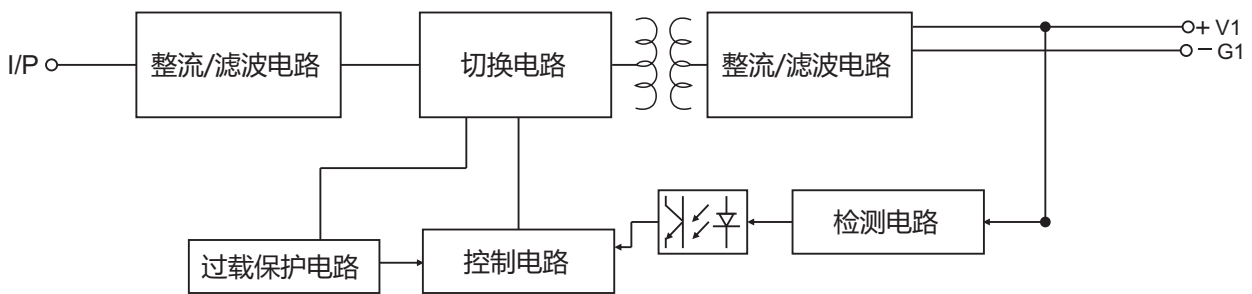 I/P
整流/滤波电路
切换电路
整流/滤波电路
+ V1
- G1
检测电路
控制电路
过载保护电路